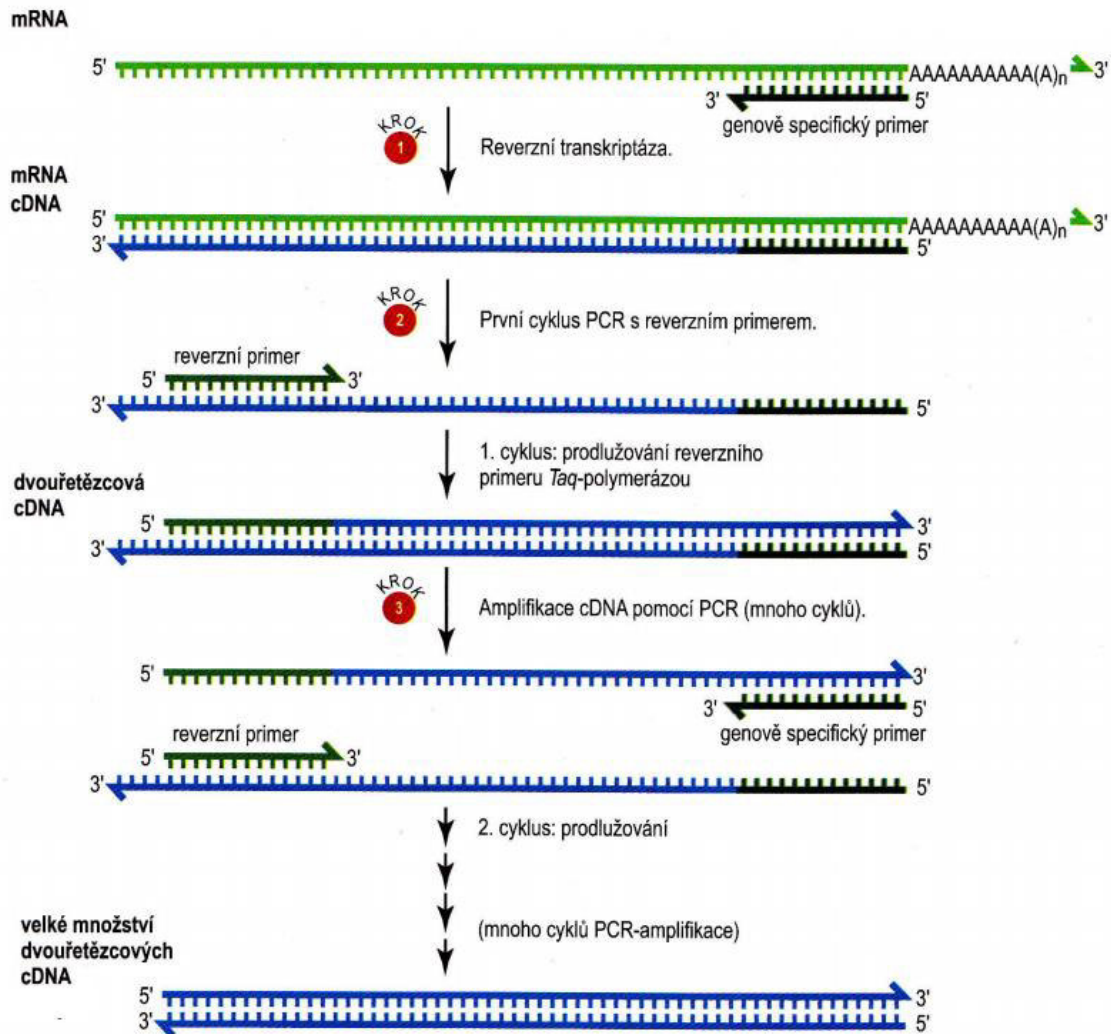 mRNA
5' AAAAAAAAAA(A)n 3'
3' 5'
genově specifický primer
KROK
1
Reverzní transkriptáza.
mRNA
cDNA
5' AAAAAAAAAA(A)n 3'
3' 5'
KROK
2
První cyklus PCR s reverzním primerem.
reverzní primer
5' 3'
3' 5'
1. cyklus: prodlužování reverzního
primeru Taq-polymerázou
dvouřetězcová
cDNA
5' 3'
3' 5'
KROK
3
Amplifikace cDNA pomocí PCR (mnoho cyklů).
5' 3'
3' 5'
genově specifický primer
reverzní primer
5' 3'
3' 5'
2. cyklus: prodlužování
(mnoho cyklů PCR-amplifikace)
velké množství
dvouřetězcových
cDNA
5' 3'
3' 5'